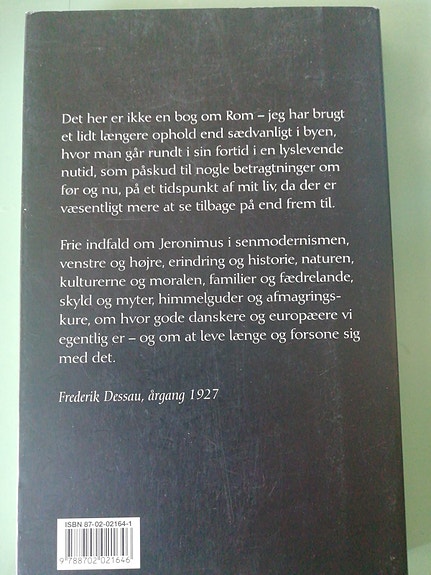 Det her er ikke en bog om Rom – jeg har brugt
et lidt længere ophold end sædvanligt i byen,
hvor man går rundt i sin fortid i en lyslevende
nutid, som påskud til nogle betragtninger om
før og nu, på et tidspunkt af mit liv, da der er
væsentligt mere at se tilbage på end frem til.
Frie indfald om Jeronimus i senmodernismen,
venstre og højre, erindring og historie, naturen,
kulturerne og moralen, familier og fædrelande,
skyld og myter, himmelguder og afmagrings-
kure, om hvor gode danskere og europæere vi
egentlig er – og om at leve længe og forsone sig
med det.
Frederik Dessau, årgang 1927
ISBN 87-02-02164-1
9 788702 021646